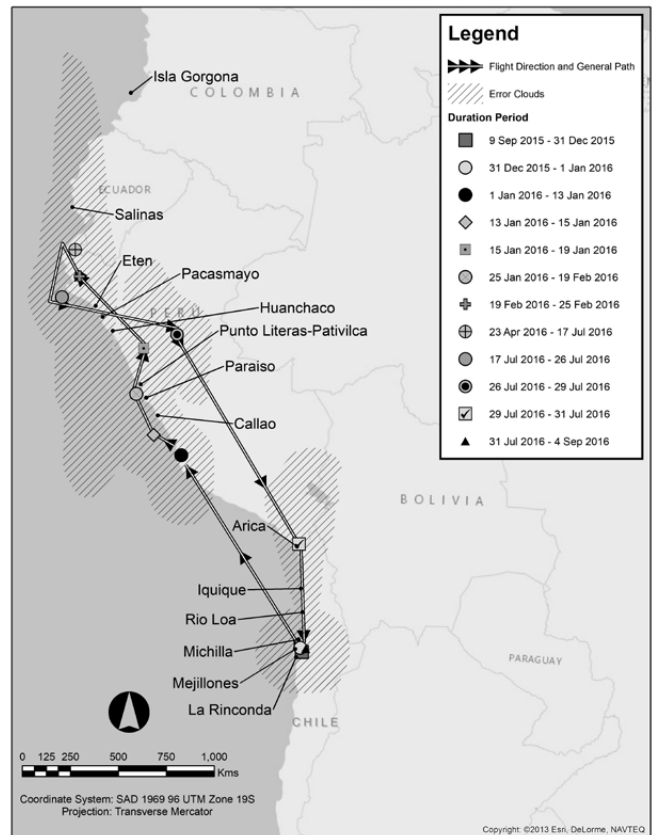 Isla Gorgona
COLOMBIA
ECUADOR
Salinas
Eten
Pacasmayo
PERÚ
Huanchaco
Punto Literas-Pativilca
Paraiso
Callao
BOLIVIA
Arica
Iquique
Rio Loa
Michilla
PARAGUAY
Mejillones
La Rinconda
CHILE
Legend
Flight Direction and General Path
Error Clouds
Duration Period
9 Sep 2015 - 31 Dec 2015
31 Dec 2015 - 1 Jan 2016
1 Jan 2016 - 13 Jan 2016
13 Jan 2016 - 15 Jan 2016
15 Jan 2016 - 19 Jan 2016
25 Jan 2016 - 19 Feb 2016
19 Feb 2016 - 25 Feb 2016
23 Apr 2016 - 17 Jul 2016
17 Jul 2016 - 26 Jul 2016
26 Jul 2016 - 29 Jul 2016
29 Jul 2016 - 31 Jul 2016
31 Jul 2016 - 4 Sep 2016
0 125 250 500 750 1,000
Kms
Coordinate System: SAD 1969 96 UTM Zone 19S
Projection: Transverse Mercator
Copyright: ©2013 Esri, DeLorme, NAVTEQ